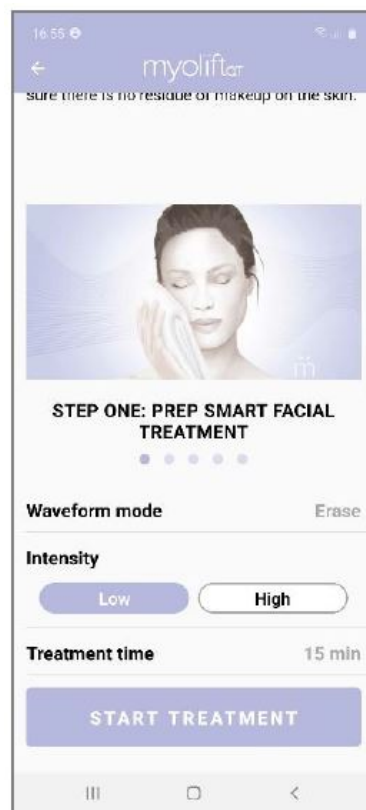 16:55
myolift QT
sure there is no residue of makeup on the skin.
STEP ONE: PREP SMART FACIAL
TREATMENT
Waveform mode Erase
Intensity
Low High
Treatment time 15 min
START TREATMENT